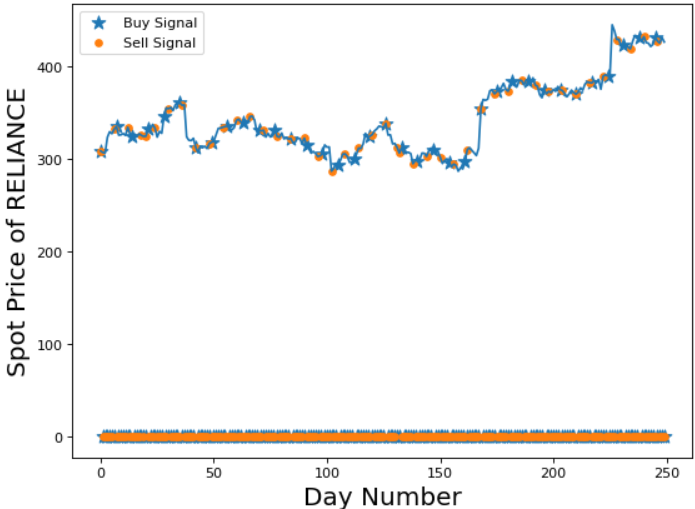 Buy Signal
Sell Signal
Spot Price of RELIANCE
400
300
200
100
0
0
50
100
150
200
250
Day Number